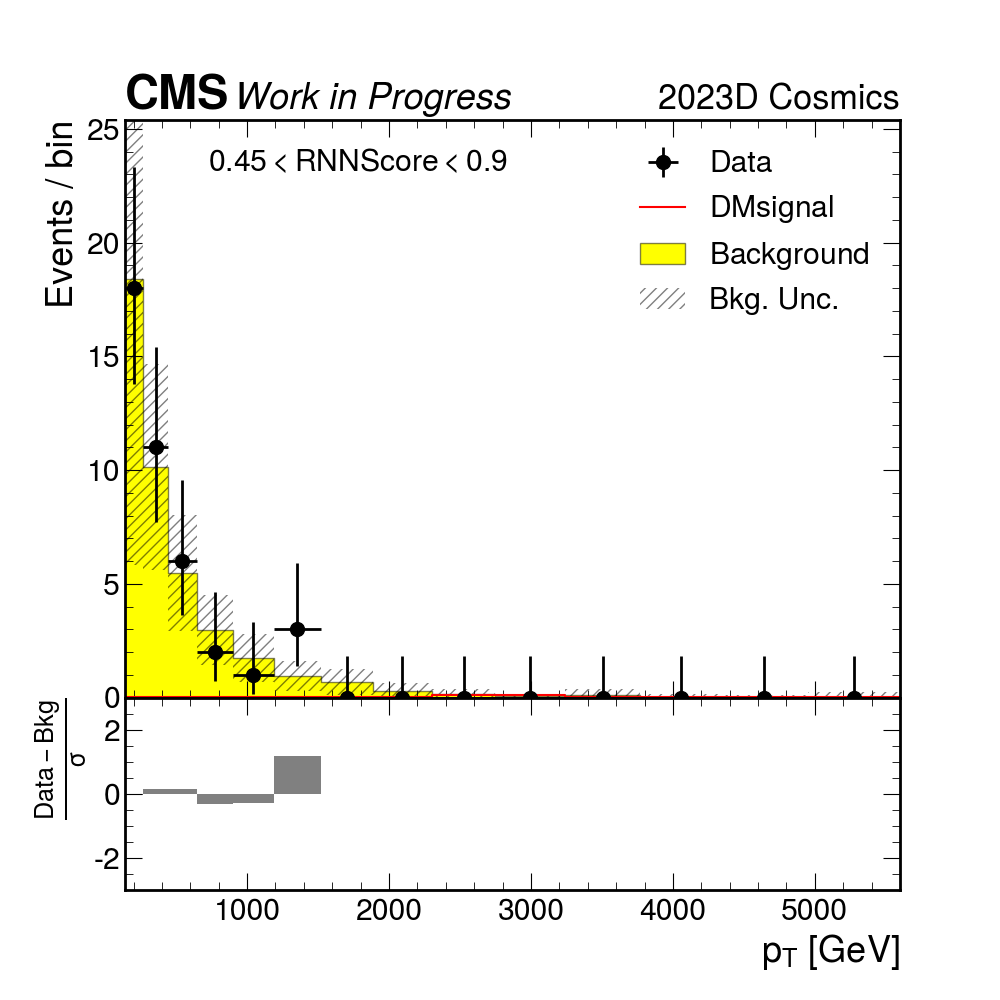 CMS Work in Progress 2023D Cosmics
0.45 < RNNScore < 0.9
Data
DMsignal
Background
Bkg. Unc.
Events / bin
25
20
15
10
5
0
Data − Bkg
σ
2
0
-2
1000 2000 3000 4000 5000
pT [GeV]